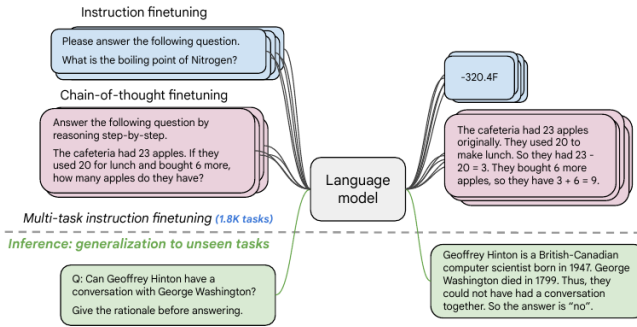 Instruction finetuning
Please answer the following question.
What is the boiling point of Nitrogen?
-320.4F
Chain-of-thought finetuning
Answer the following question by
reasoning step-by-step.
The cafeteria had 23 apples. If they
used 20 for lunch and bought 6 more,
how many apples do they have?
Language
model
The cafeteria had 23 apples
originally. They used 20 to
make lunch. So they had 23 -
20 = 3. They bought 6 more
apples, so they have 3 + 6 = 9.
Multi-task instruction finetuning (1.8K tasks)
Inference: generalization to unseen tasks
Q: Can Geoffrey Hinton have a
conversation with George Washington?
Give the rationale before answering.
Geoffrey Hinton is a British-Canadian
computer scientist born in 1947. George
Washington died in 1799. Thus, they
could not have had a conversation
together. So the answer is “no”.